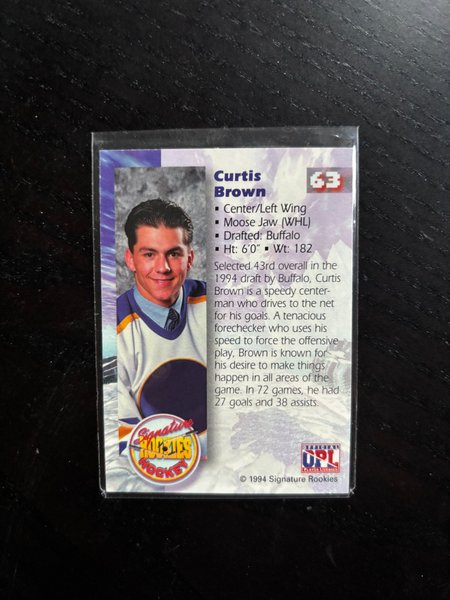 Curtis
Brown
63
▪ Center/Left Wing
▪ Moose Jaw (WHL)
▪ Drafted: Buffalo
▪ Ht: 6'0" ▪ Wt: 182
Selected 43rd overall in the
1994 draft by Buffalo, Curtis
Brown is a speedy center-
man who drives to the net
for his goals. A tenacious
forechecker who uses his
speed to force the offensive
play, Brown is known for
his desire to make things
happen in all areas of the
game. In 72 games, he had
27 goals and 38 assists.
Signature
ROOKIES
HOCKEY
OFFICIAL
OPL
PLAYER LICENSEE
© 1994 Signature Rookies